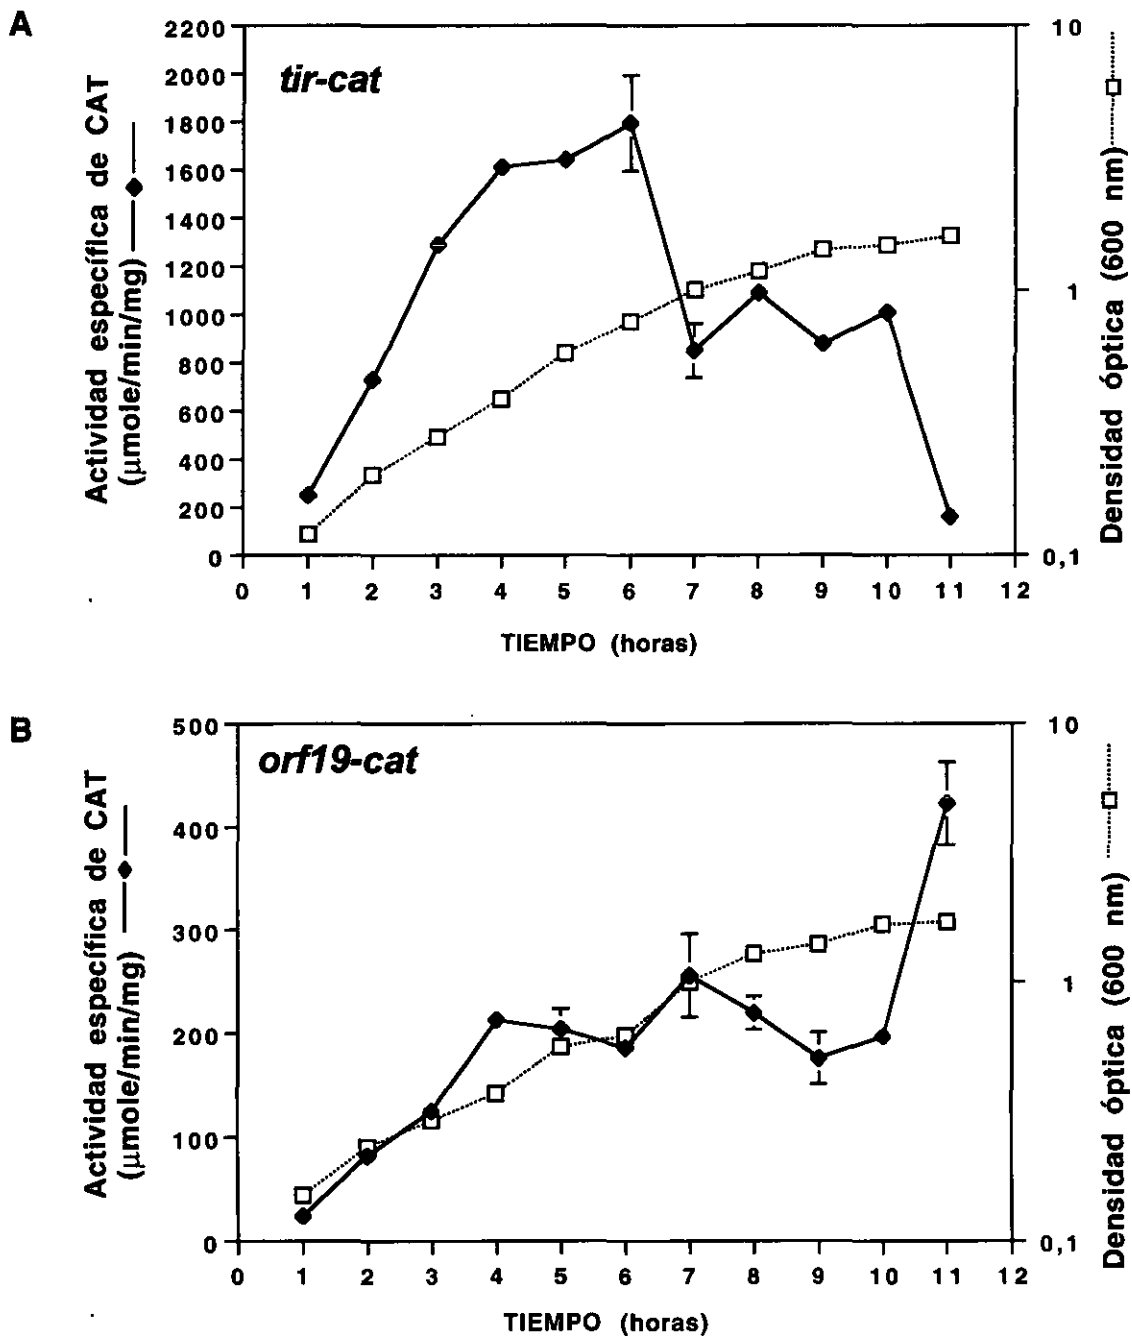 A
tir-cat
Actividad específica de CAT
(µmole/min/mg)
2200
2000
1800
1600
1400
1200
1000
800
600
400
200
0
10
1
0,1
Densidad óptica (600 nm)
0 1 2 3 4 5 6 7 8 9 10 11 12
TIEMPO (horas)
B
orf19-cat
Actividad específica de CAT
(µmole/min/mg)
500
400
300
200
100
0
10
1
0,1
Densidad óptica (600 nm)
0 1 2 3 4 5 6 7 8 9 10 11 12
TIEMPO (horas)